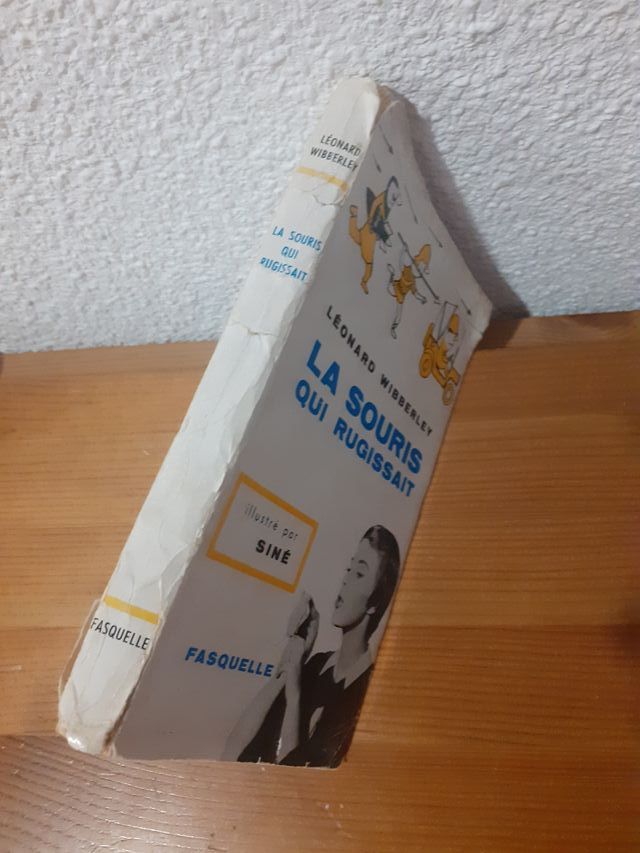 LÉONARD
WIBBERLEY
LA SOURIS
QUI
RUGISSAIT
FASQUELLE
LÉONARD WIBBERLEY
LA SOURIS
QUI RUGISSAIT
illustré par
SINÉ
FASQUELLE